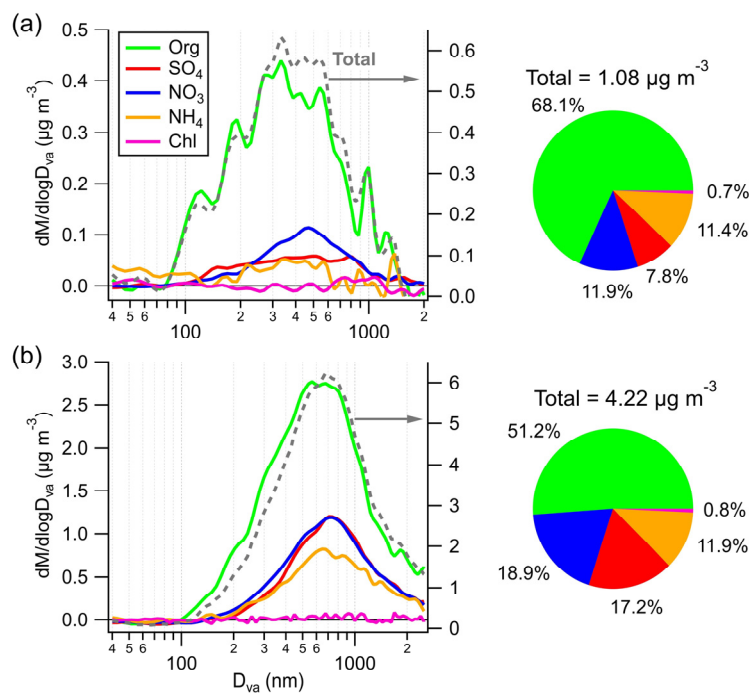 (a)
0.5
0.4
0.3
0.2
0.1
0.0
dM/dlogDva (µg m-3)
Org
SO4
NO3
NH4
Chl
Total
0.6
0.5
0.4
0.3
0.2
0.1
0.0
4 5 6 100 2 3 4 5 6 1000 2
Total = 1.08 µg m-3
68.1%
0.7%
11.4%
7.8%
11.9%
(b)
3.0
2.5
2.0
1.5
1.0
0.5
0.0
dM/dlogDva (µg m-3)
6
5
4
3
2
1
0
4 5 6 100 2 3 4 5 6 1000 2
Dva (nm)
Total = 4.22 µg m-3
51.2%
0.8%
11.9%
17.2%
18.9%